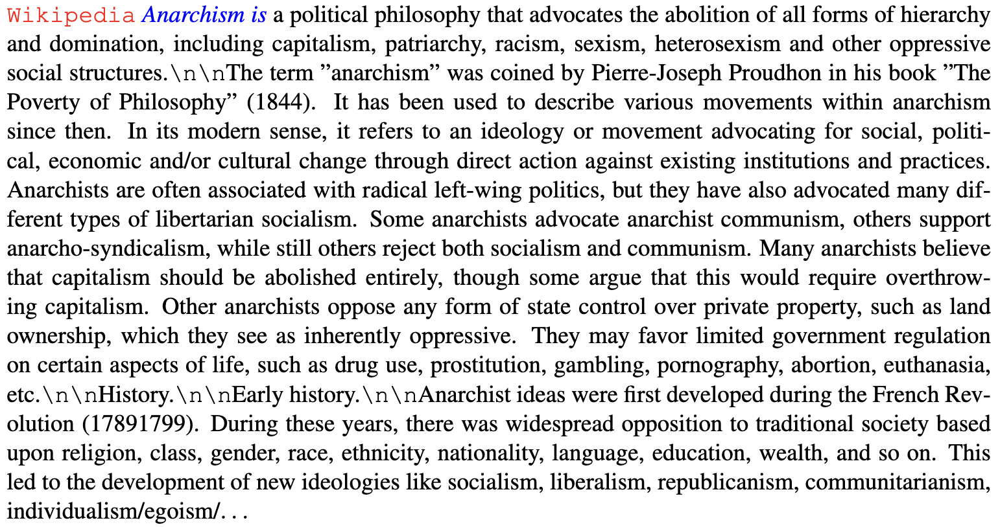 Wikipedia Anarchism is a political philosophy that advocates the abolition of all forms of hierarchy
and domination, including capitalism, patriarchy, racism, sexism, heterosexism and other oppressive
social structures.\n\nThe term ”anarchism” was coined by Pierre-Joseph Proudhon in his book ”The
Poverty of Philosophy” (1844). It has been used to describe various movements within anarchism
since then. In its modern sense, it refers to an ideology or movement advocating for social, politi-
cal, economic and/or cultural change through direct action against existing institutions and practices.
Anarchists are often associated with radical left-wing politics, but they have also advocated many dif-
ferent types of libertarian socialism. Some anarchists advocate anarchist communism, others support
anarcho-syndicalism, while still others reject both socialism and communism. Many anarchists believe
that capitalism should be abolished entirely, though some argue that this would require overthrow-
ing capitalism. Other anarchists oppose any form of state control over private property, such as land
ownership, which they see as inherently oppressive. They may favor limited government regulation
on certain aspects of life, such as drug use, prostitution, gambling, pornography, abortion, euthanasia,
etc.\n\nHistory.\n\nEarly history.\n\nAnarchist ideas were first developed during the French Rev-
olution (17891799). During these years, there was widespread opposition to traditional society based
upon religion, class, gender, race, ethnicity, nationality, language, education, wealth, and so on. This
led to the development of new ideologies like socialism, liberalism, republicanism, communitarianism,
individualism/egoism/. . .